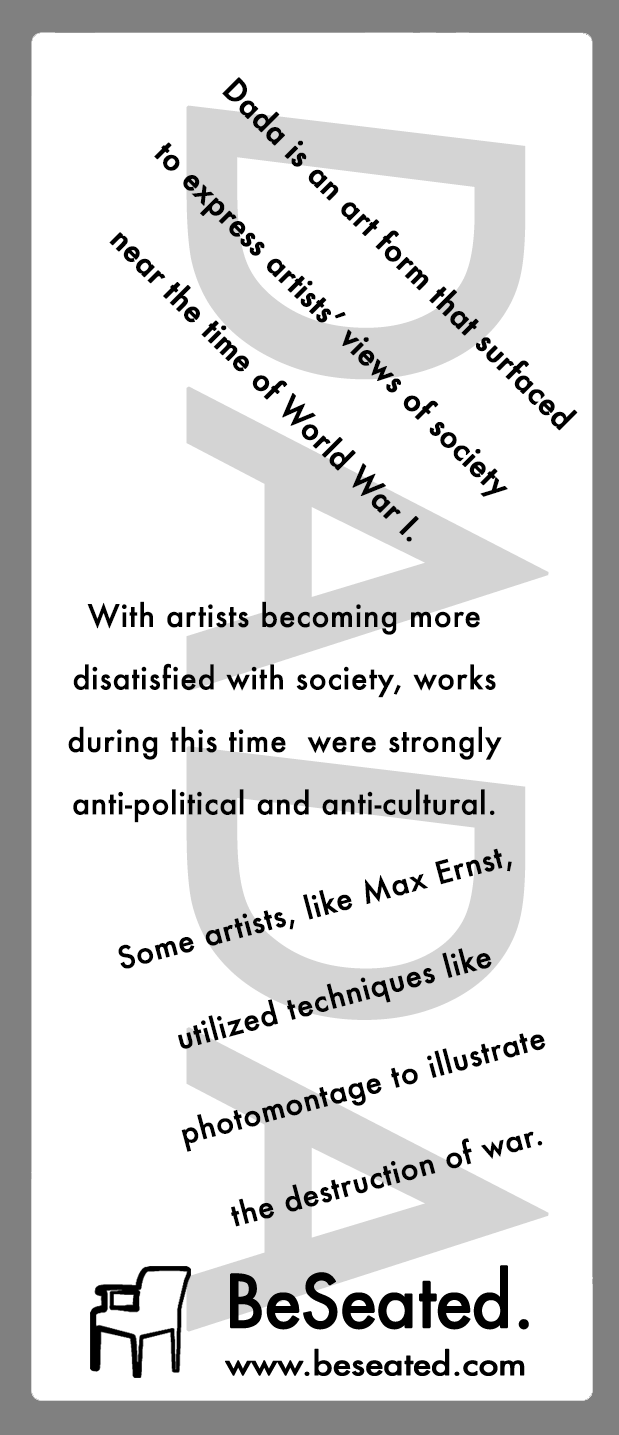 DADA
Dada is an art form that surfaced
to express artists’ views of society
near the time of World War I.
With artists becoming more
disatisfied with society, works
during this time  were strongly
anti-political and anti-cultural.
Some artists, like Max Ernst,
utilized techniques like
photomontage to illustrate
the destruction of war.
BeSeated.
www.beseated.com